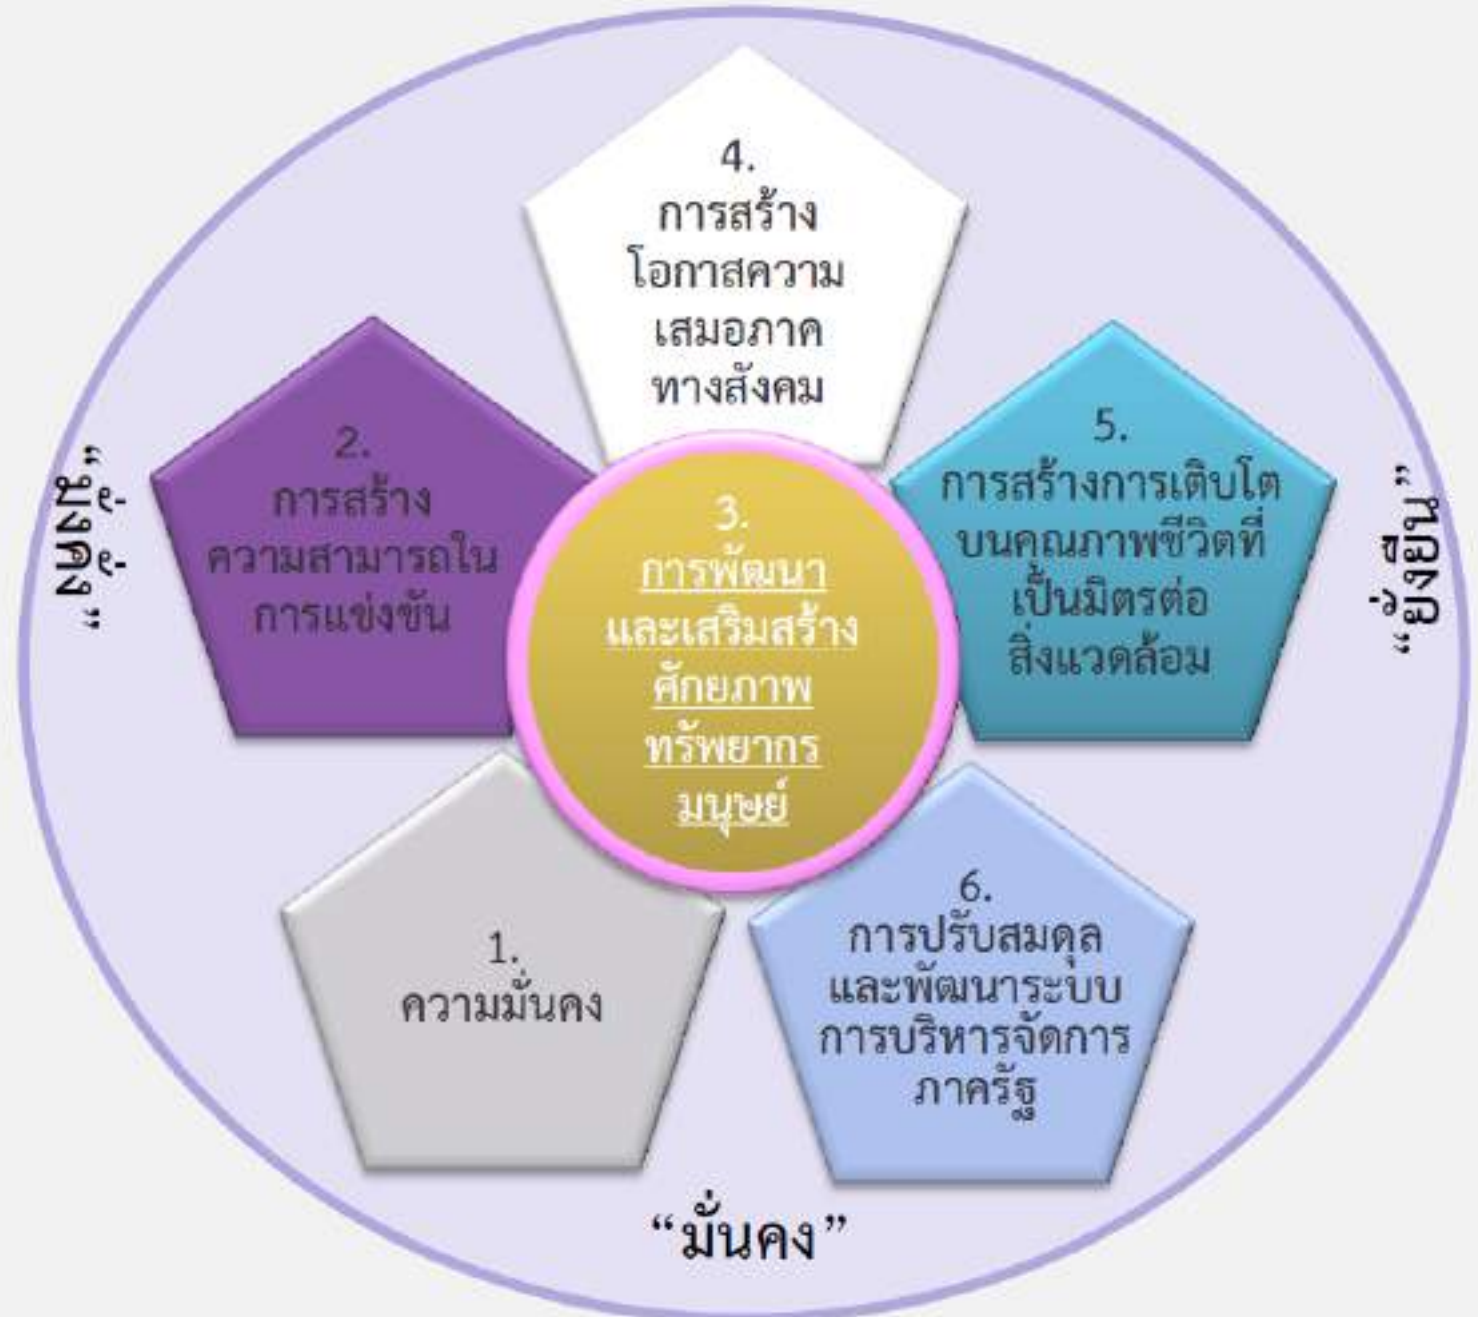 4.
การสร้าง
โอกาสความ
เสมอภาค
ทางสังคม
2.
การสร้าง
ความสามารถใน
การแข่งขัน
3.
การพัฒนา
และเสริมสร้าง
ศักยภาพ
ทรัพยากร
มนุษย์
5.
การสร้างการเติบโต
บนคุณภาพชีวิตที่
เป็นมิตรต่อ
สิ่งแวดล้อม
1.
ความมั่นคง
6.
การปรับสมดุล
และพัฒนาระบบ
การบริหารจัดการ
ภาครัฐ
“มั่งคั่ง”
“ยั่งยืน”
“มั่นคง”